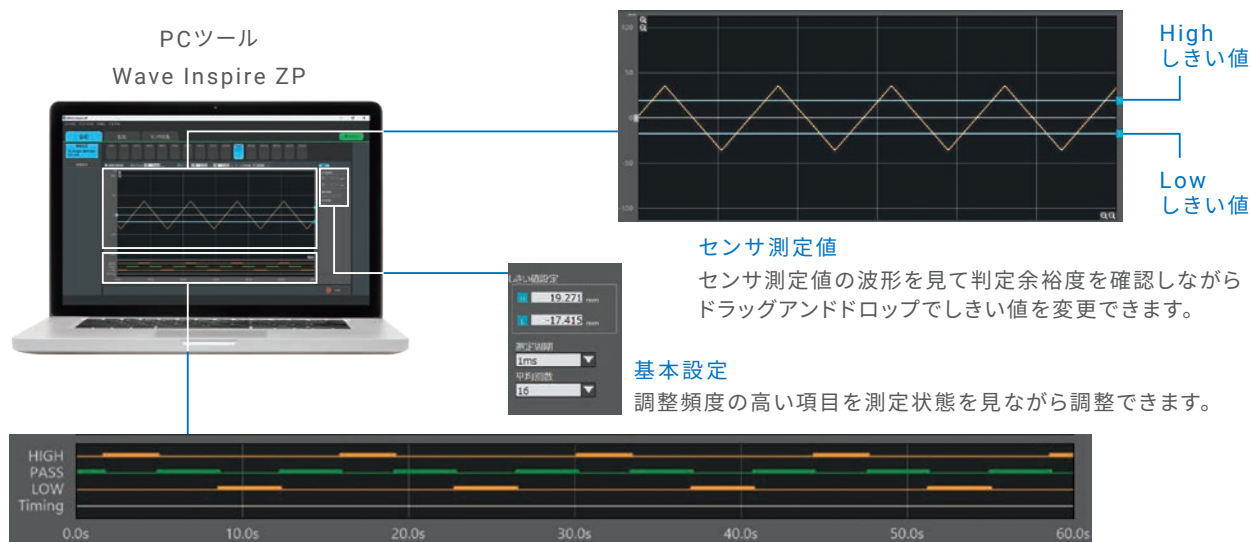 PCツール
Wave Inspire ZP
120
50
0
-50
-100
High
しきい値
Low
しきい値
センサ測定値
センサ測定値の波形を見て判定余裕度を確認しながら
ドラッグアンドドロップでしきい値を変更できます。
しきい値設定
H 19.271 mm
L -17.415 mm
測定周期
1ms
平均回数
16
基本設定
調整頻度の高い項目を測定状態を見ながら調整できます。
HIGH
PASS
LOW
Timing
0.0s 10.0s 20.0s 30.0s 40.0s 50.0s 60.0s